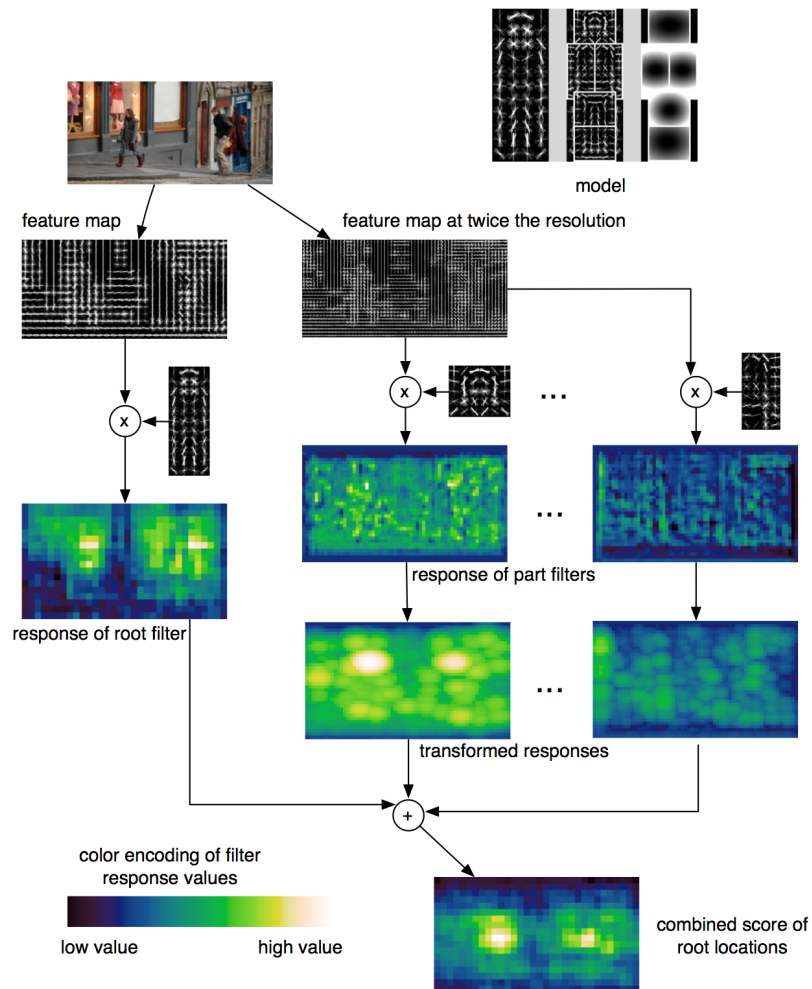 model
feature map
feature map at twice the resolution
x
x
...
x
...
response of part filters
response of root filter
...
transformed responses
+
color encoding of filter
response values
low value
high value
combined score of
root locations